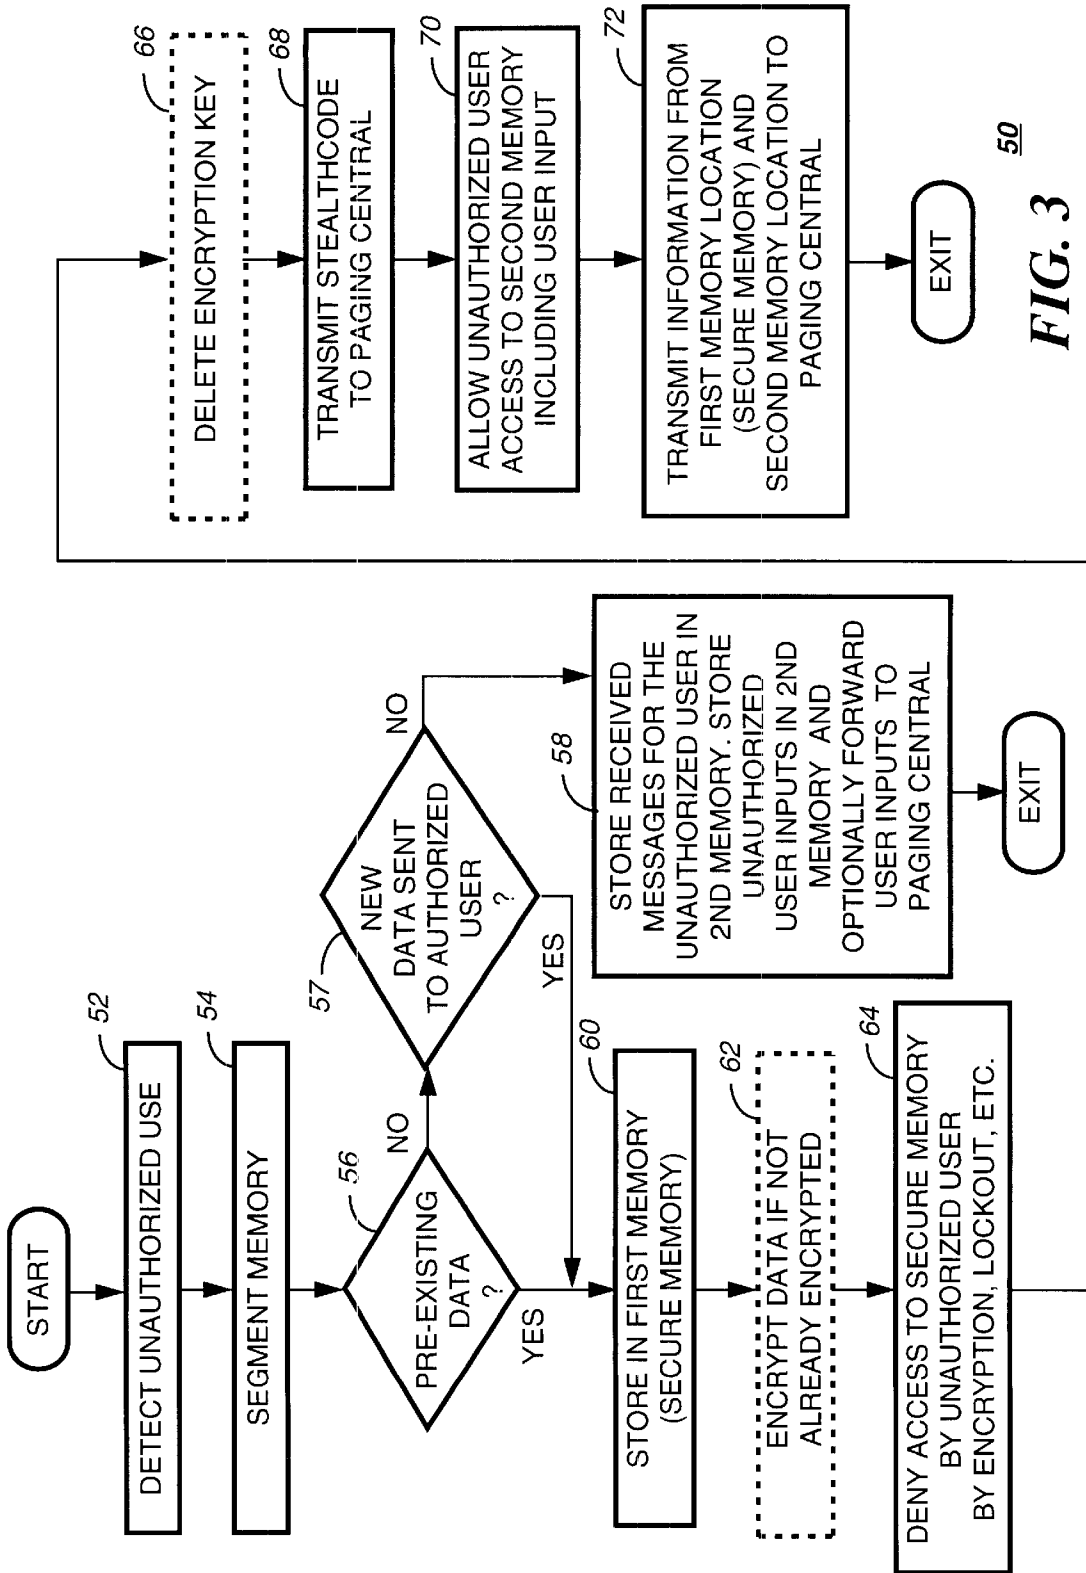 START
52
DETECT UNAUTHORIZED USE
54
SEGMENT MEMORY
56
PRE-EXISTING
DATA
?
NO
YES
57
NEW
DATA SENT
TO AUTHORIZED
USER
?
NO
YES
58
STORE RECEIVED
MESSAGES FOR THE
UNAUTHORIZED USER IN
2ND MEMORY. STORE
UNAUTHORIZED
USER INPUTS IN 2ND
MEMORY AND
OPTIONALLY FORWARD
USER INPUTS TO
PAGING CENTRAL
EXIT
60
STORE IN FIRST MEMORY
(SECURE MEMORY)
62
ENCRYPT DATA IF NOT
ALREADY ENCRYPTED
64
DENY ACCESS TO SECURE MEMORY
BY UNAUTHORIZED USER
BY ENCRYPTION, LOCKOUT, ETC.
66
DELETE ENCRYPTION KEY
68
TRANSMIT STEALTHCODE
TO PAGING CENTRAL
70
ALLOW UNAUTHORIZED USER
ACCESS TO SECOND MEMORY
INCLUDING USER INPUT
72
TRANSMIT INFORMATION FROM
FIRST MEMORY LOCATION
(SECURE MEMORY) AND
SECOND MEMORY LOCATION TO
PAGING CENTRAL
EXIT
50
FIG. 3